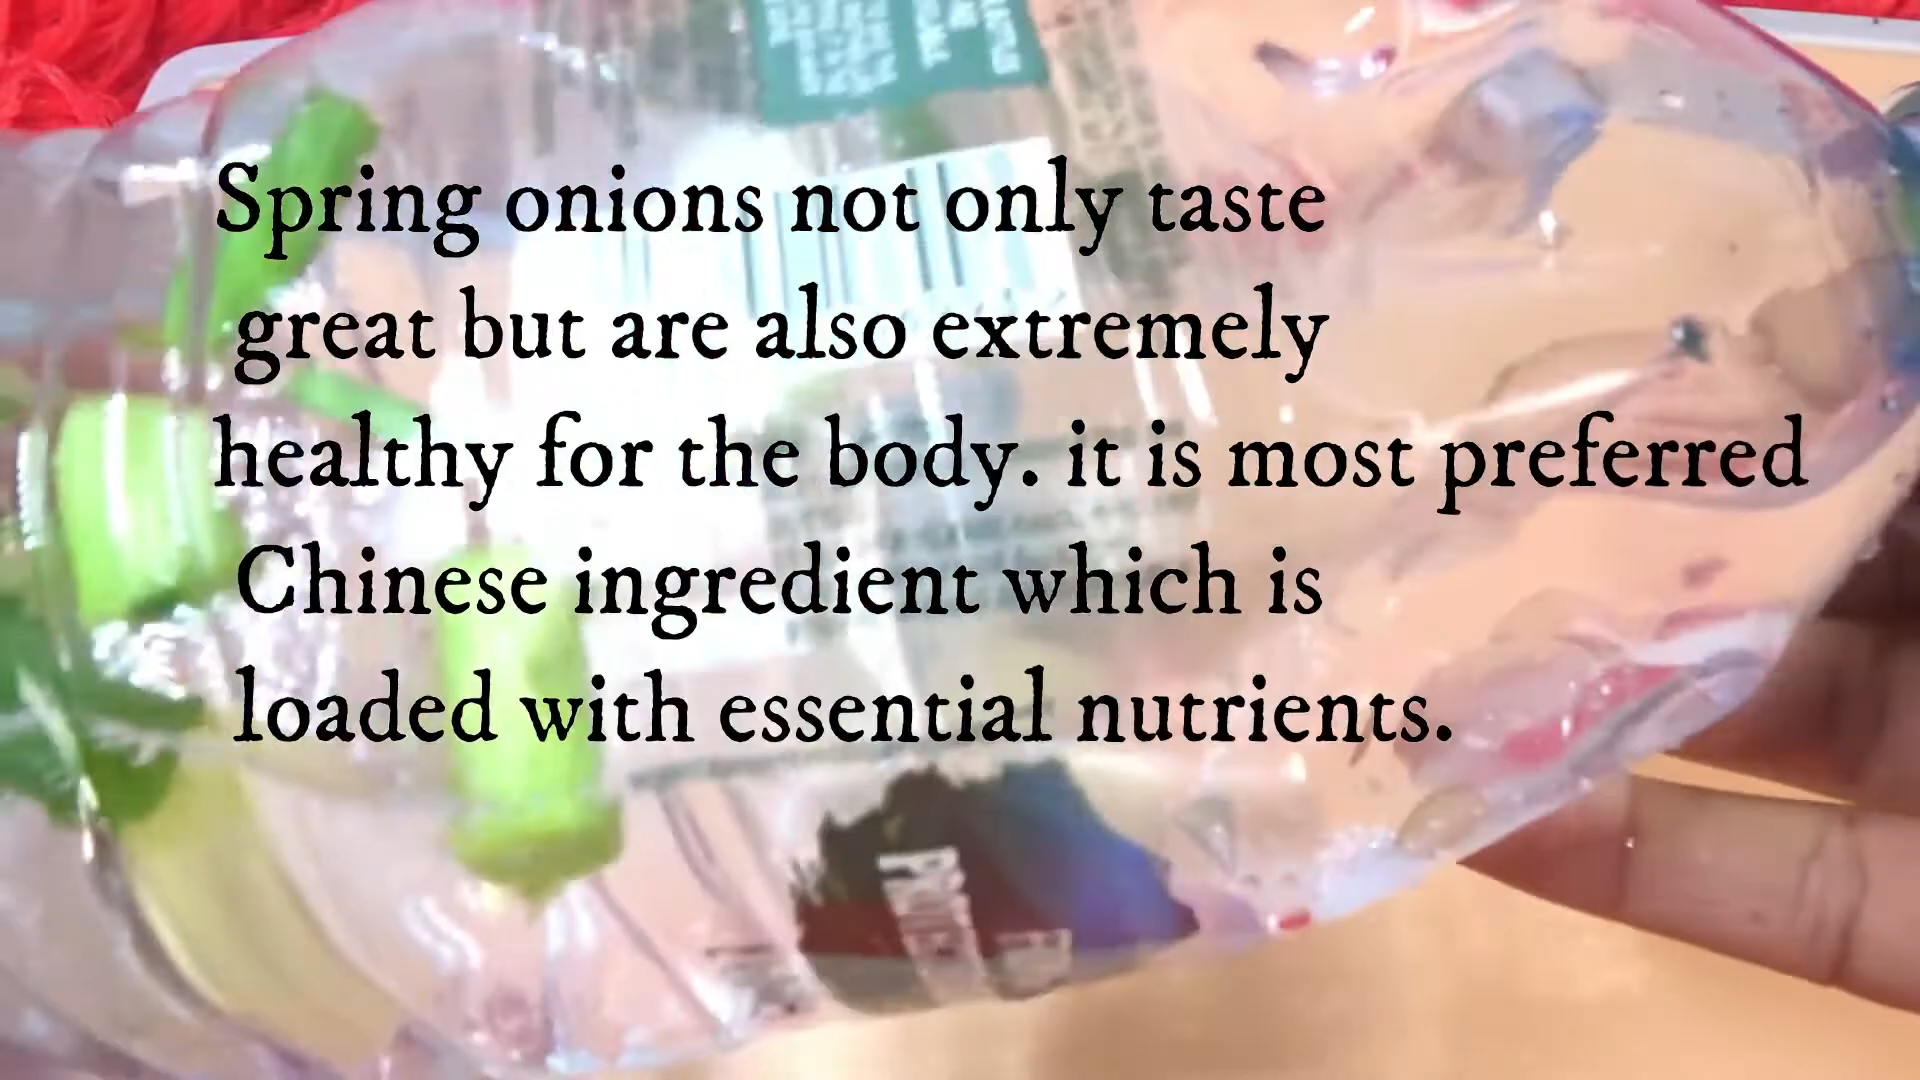 Spring onions not only taste
great but are also extremely
healthy for the body. it is most preferred
Chinese ingredient which is
loaded with essential nutrients.